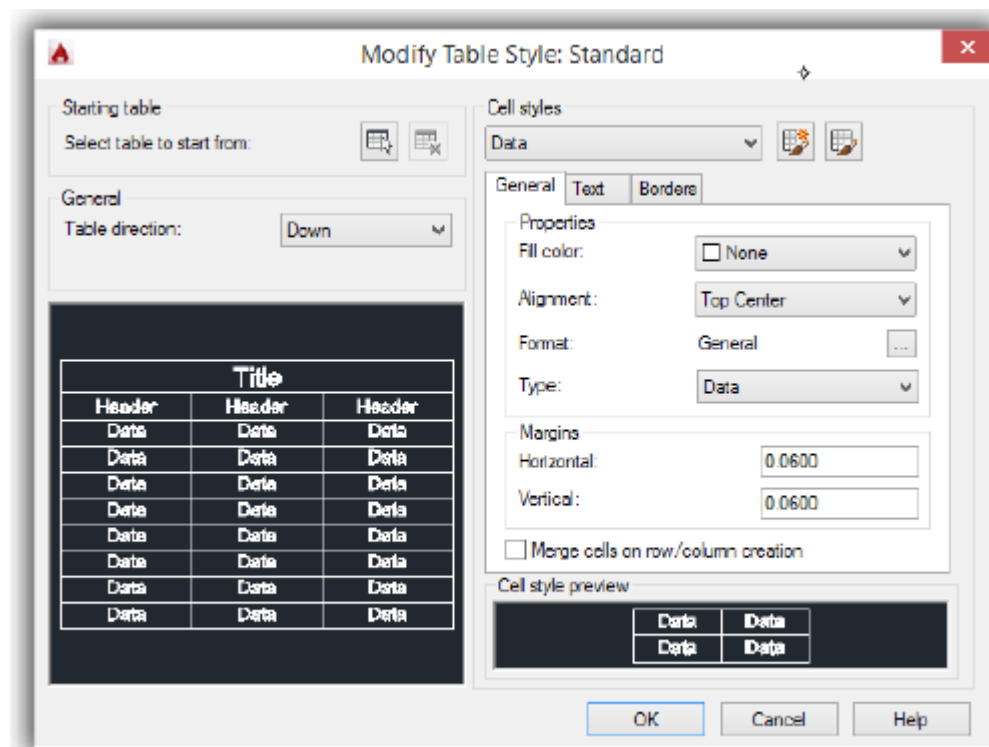 Modify Table Style: Standard
Starting table
Select table to start from:
General
Table direction:
Down
Title
Header Header Header
Data Data Data
Data Data Data
Data Data Data
Data Data Data
Data Data Data
Data Data Data
Data Data Data
Data Data Data
Cell styles
Data
General Text Borders
Properties
Fill color:
None
Alignment:
Top Center
Format:
General
...
Type:
Data
Margins
Horizontal:
0.0600
Vertical:
0.0600
Merge cells on row/column creation
Cell style preview
Data Data
Data Data
OK Cancel Help